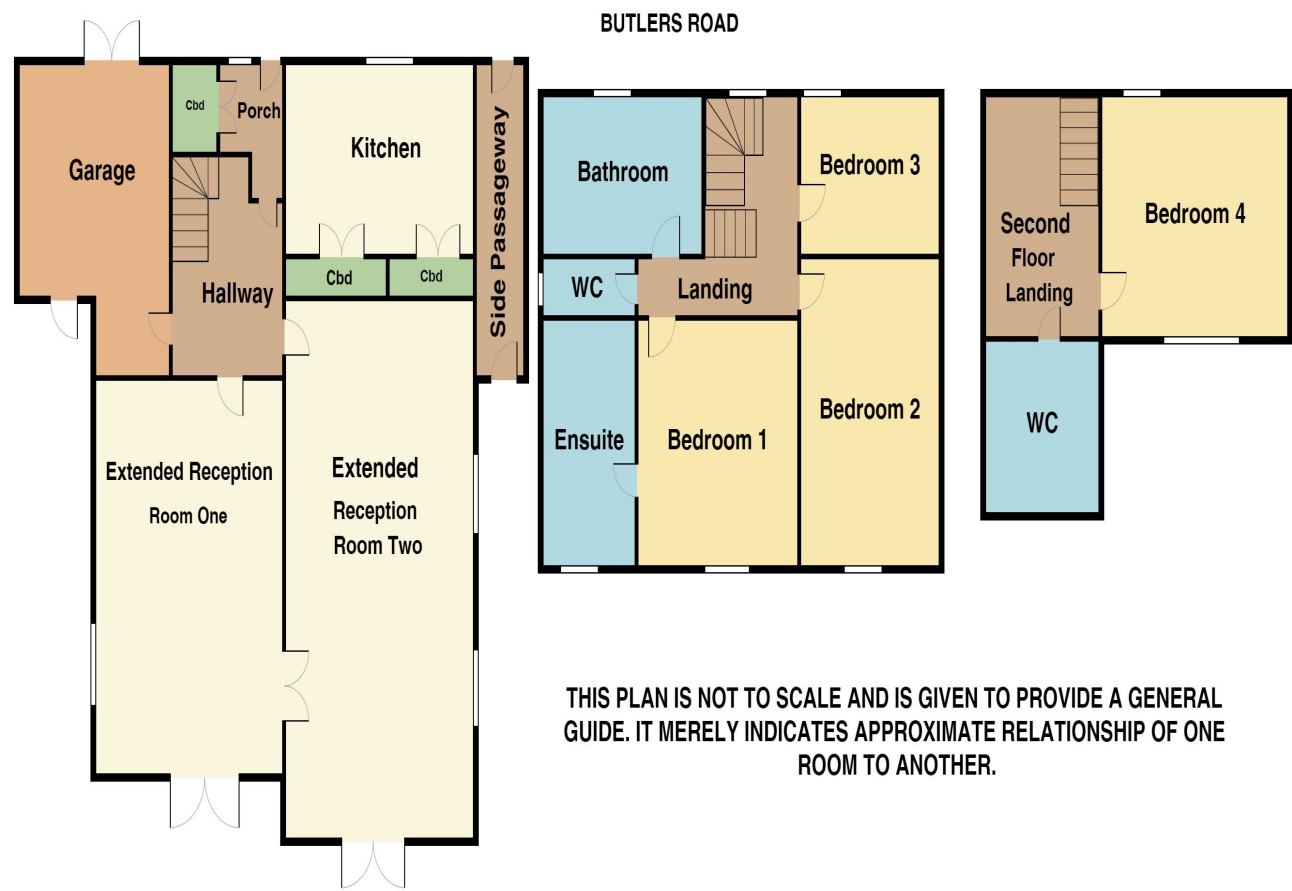 BUTLERS ROAD
Cbd
Porch
Garage
Kitchen
Side Passageway
Hallway
Cbd
Cbd
Extended Reception
Room One
Extended
Reception
Room Two
Bathroom
Bedroom 3
WC
Landing
Ensuite
Bedroom 1
Bedroom 2
Second
Floor
Landing
Bedroom 4
WC
THIS PLAN IS NOT TO SCALE AND IS GIVEN TO PROVIDE A GENERAL
GUIDE. IT MERELY INDICATES APPROXIMATE RELATIONSHIP OF ONE
ROOM TO ANOTHER.